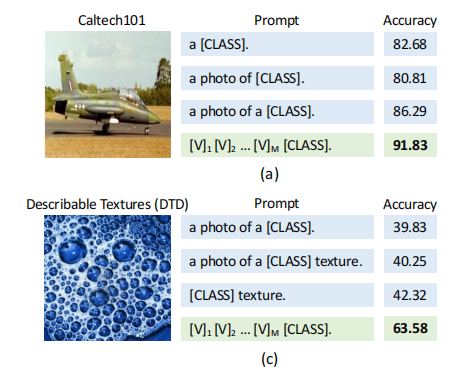 Caltech101 Prompt Accuracy
a [CLASS]. 82.68
a photo of [CLASS]. 80.81
a photo of a [CLASS]. 86.29
[V]₁ [V]₂ … [V]ᴍ [CLASS]. 91.83
(a)
Describable Textures (DTD) Prompt Accuracy
a photo of a [CLASS]. 39.83
a photo of a [CLASS] texture. 40.25
[CLASS] texture. 42.32
[V]₁ [V]₂ … [V]ᴍ [CLASS]. 63.58
(c)